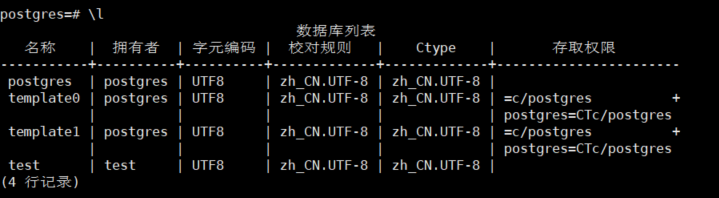 postgres=# \l
                                     数据库列表
   名称    |  拥有者  | 字元编码 |  校对规则   |    Ctype    |       存取权限
-----------+----------+----------+-------------+-------------+-----------------------
 postgres  | postgres | UTF8     | zh_CN.UTF-8 | zh_CN.UTF-8 |
 template0 | postgres | UTF8     | zh_CN.UTF-8 | zh_CN.UTF-8 | =c/postgres          +
           |          |          |             |             | postgres=CTc/postgres
 template1 | postgres | UTF8     | zh_CN.UTF-8 | zh_CN.UTF-8 | =c/postgres          +
           |          |          |             |             | postgres=CTc/postgres
 test      | test     | UTF8     | zh_CN.UTF-8 | zh_CN.UTF-8 |
(4 行记录)